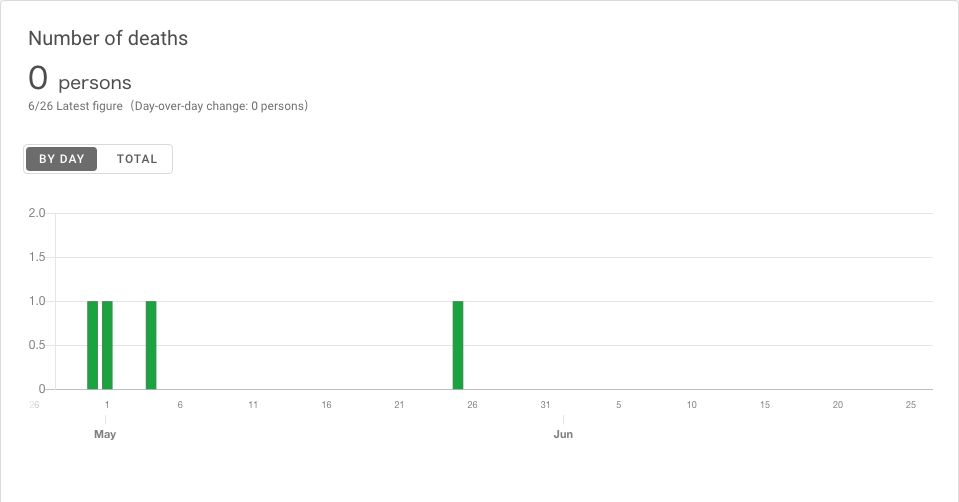 Number of deaths
0 persons
6/26 Latest figure（Day-over-day change: 0 persons）
BY DAY TOTAL
2.0
1.5
1.0
0.5
0
26 1 6 11 16 21 26 31 5 10 15 20 25
May Jun